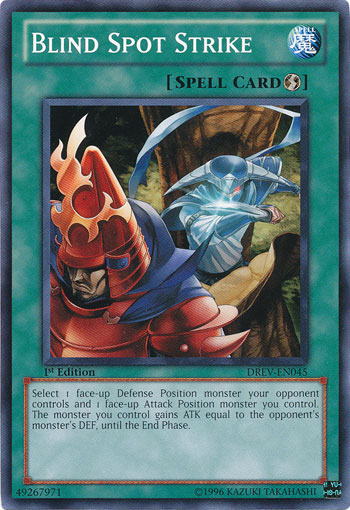 BLIND SPOT STRIKE
SPELL
魔
[SPELL CARD]
1st Edition
DREV-EN045
Select 1 face-up Defense Position monster your opponent
controls and 1 face-up Attack Position monster you control.
The monster you control gains ATK equal to the opponent's
monster's DEF, until the End Phase.
49267971
©1996 KAZUKI TAKAHASHI